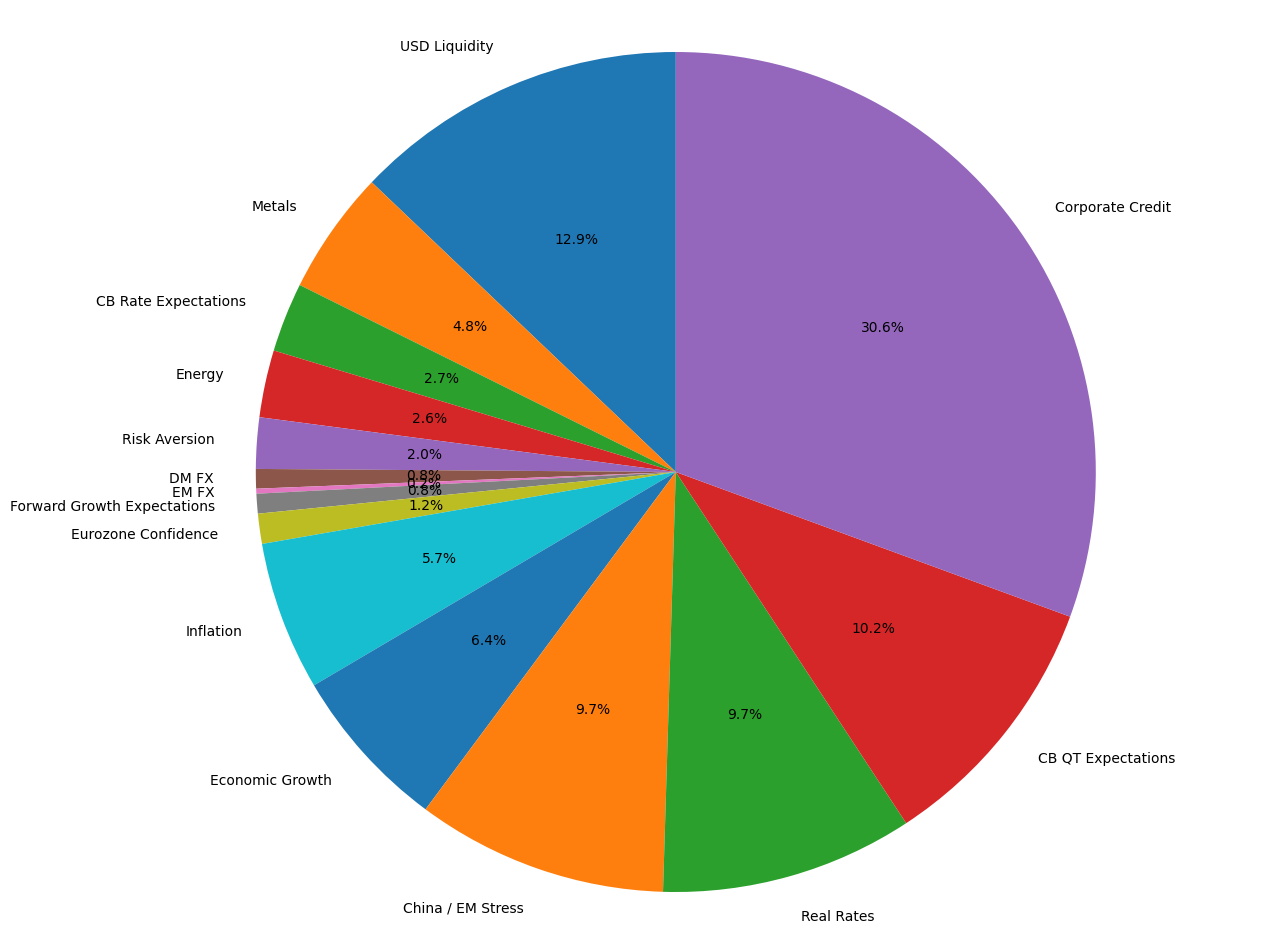 USD Liquidity
12.9%
Metals
4.8%
CB Rate Expectations
2.7%
Energy
2.6%
Risk Aversion
2.0%
DM FX
0.8%
EM FX
0.2%
Forward Growth Expectations
0.8%
Eurozone Confidence
1.2%
Inflation
5.7%
Economic Growth
6.4%
China / EM Stress
9.7%
Real Rates
9.7%
CB QT Expectations
10.2%
Corporate Credit
30.6%